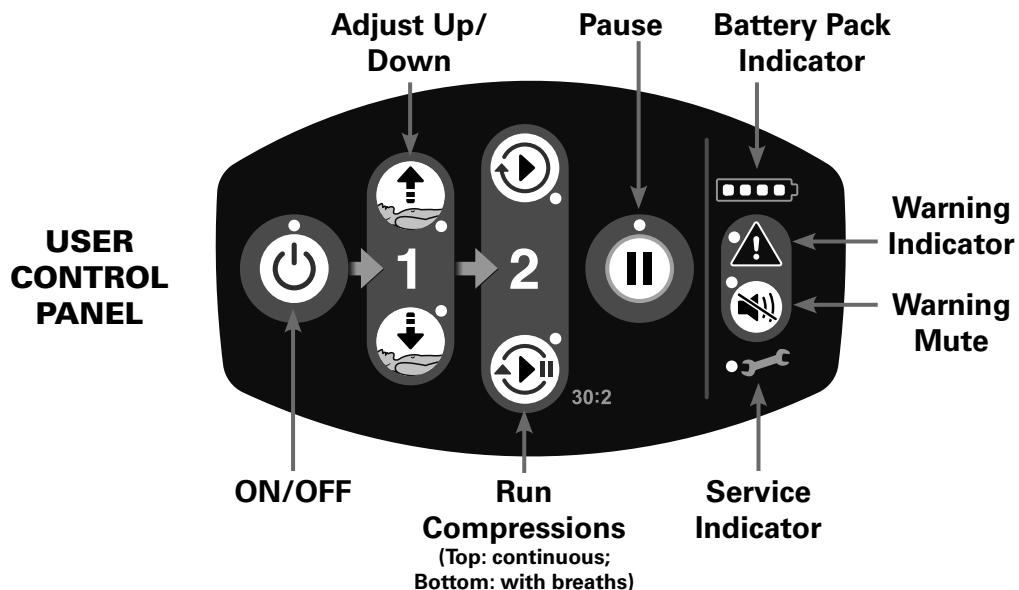 Adjust Up/
Down
Pause
Battery Pack
Indicator
USER
CONTROL
PANEL
1
2
30:2
Warning
Indicator
Warning
Mute
ON/OFF
Run
Compressions
(Top: continuous;
Bottom: with breaths)
Service
Indicator